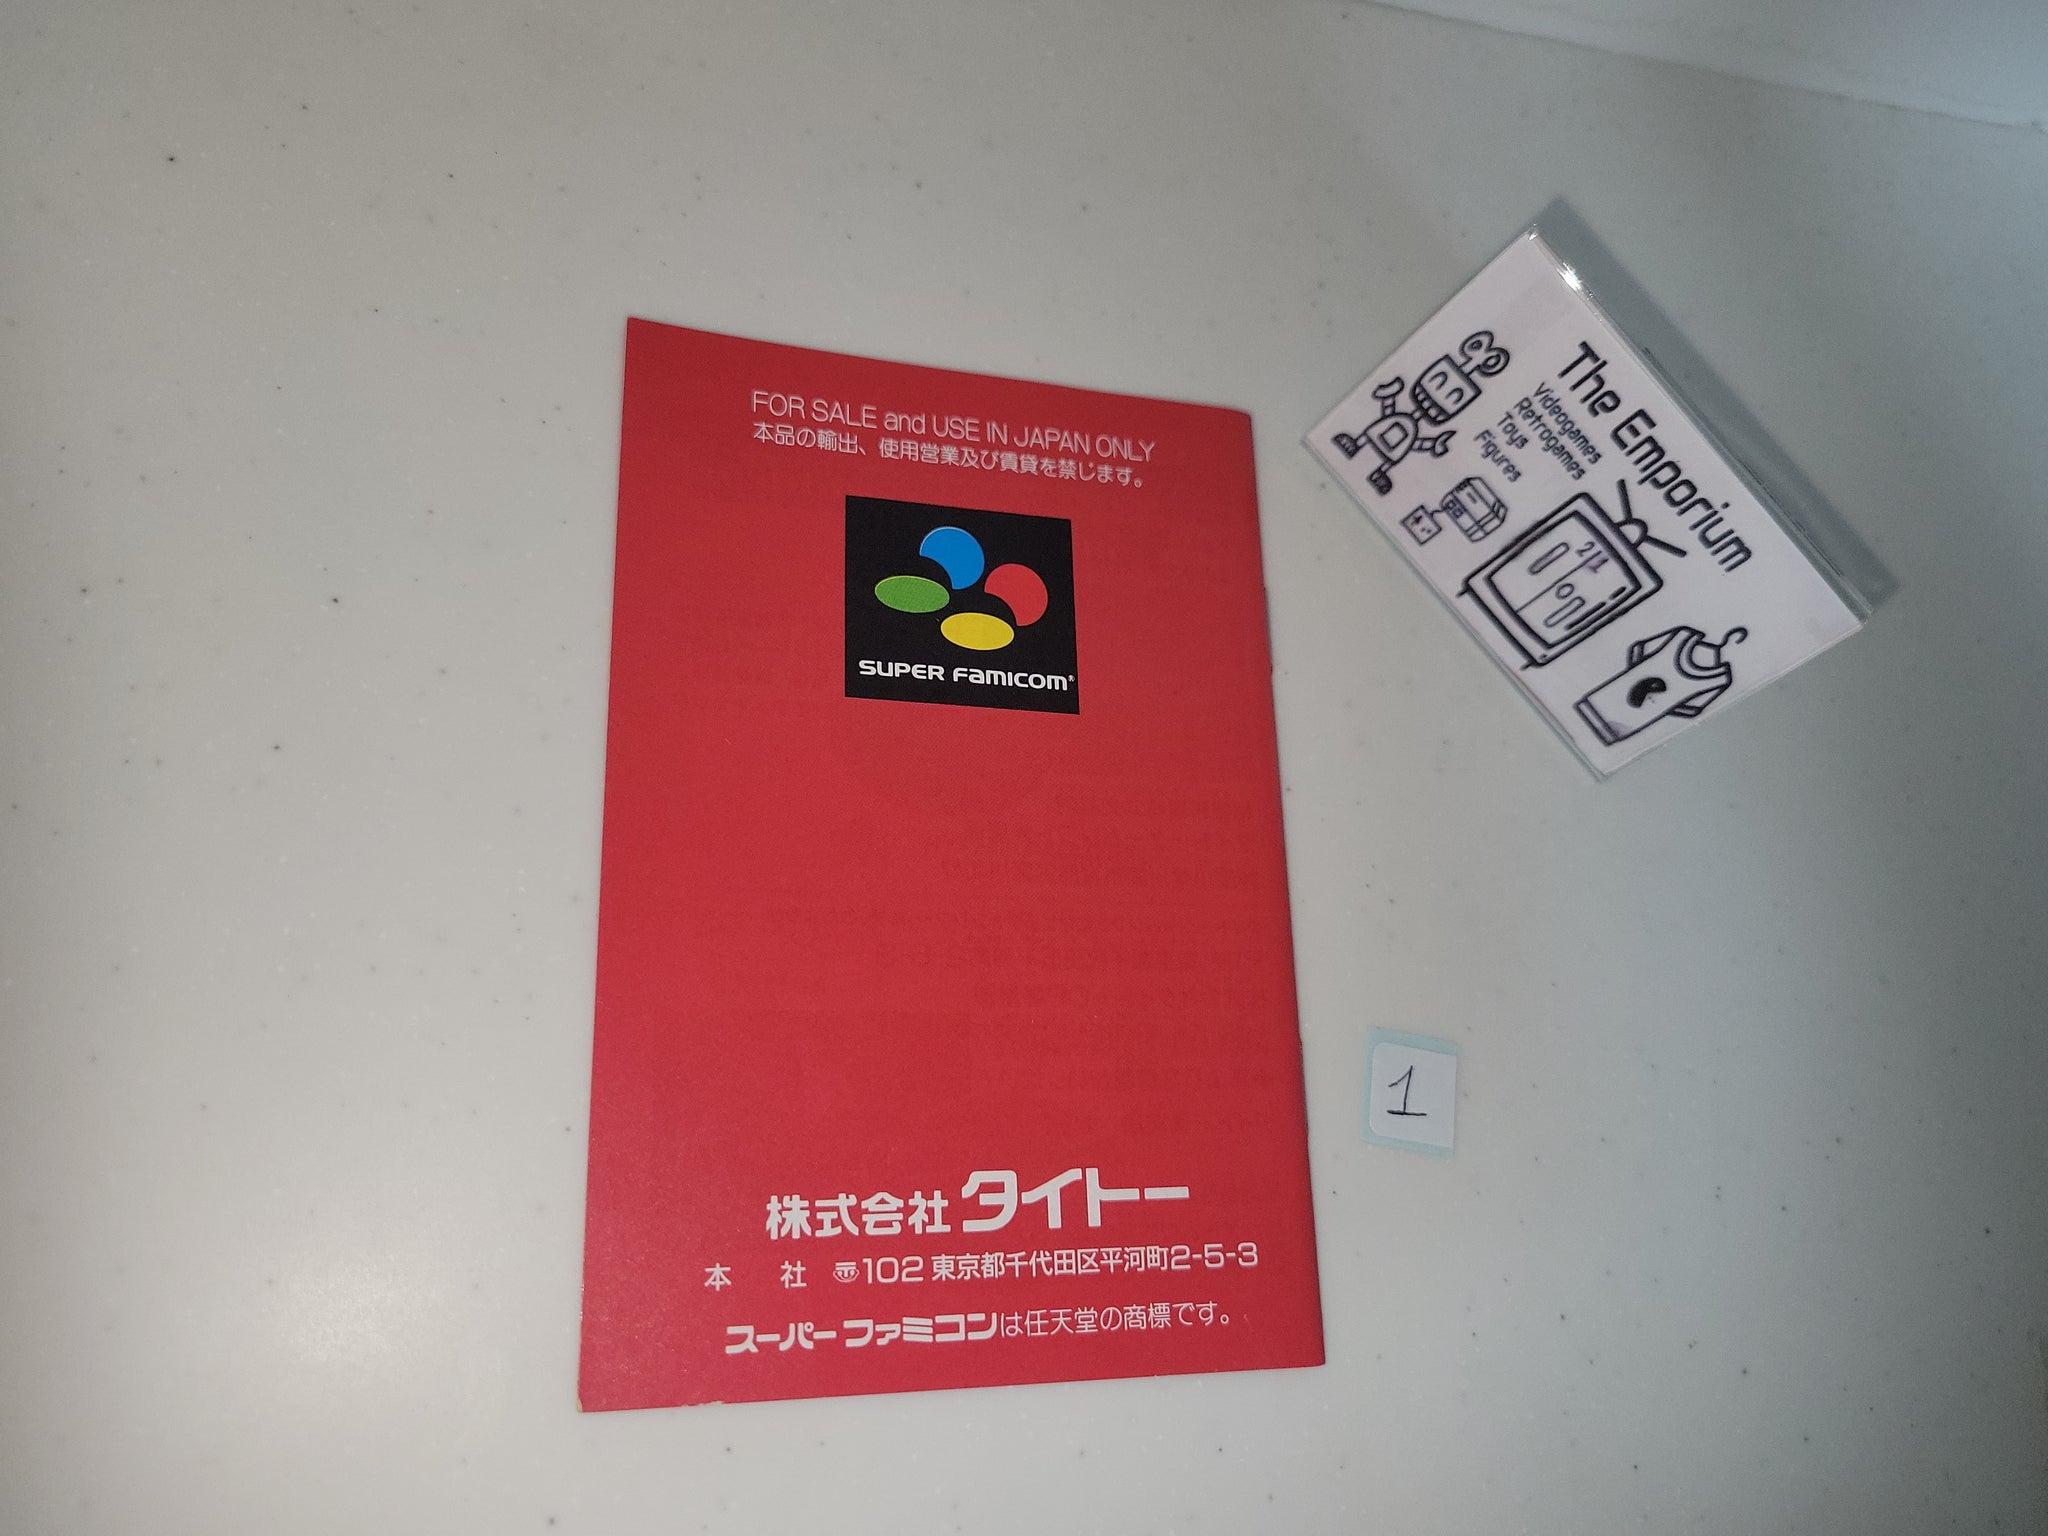 FOR SALE and USE IN JAPAN ONLY
本品の輸出、使用営業及び賃貸を禁じます。
SUPER FAMICOM®
株式会社 タイトー
本 社 〒102 東京都千代田区平河町2-5-3
スーパーファミコンは任天堂の商標です。
The Emporium
Videogames
Retrogames
Toys
Figures
1